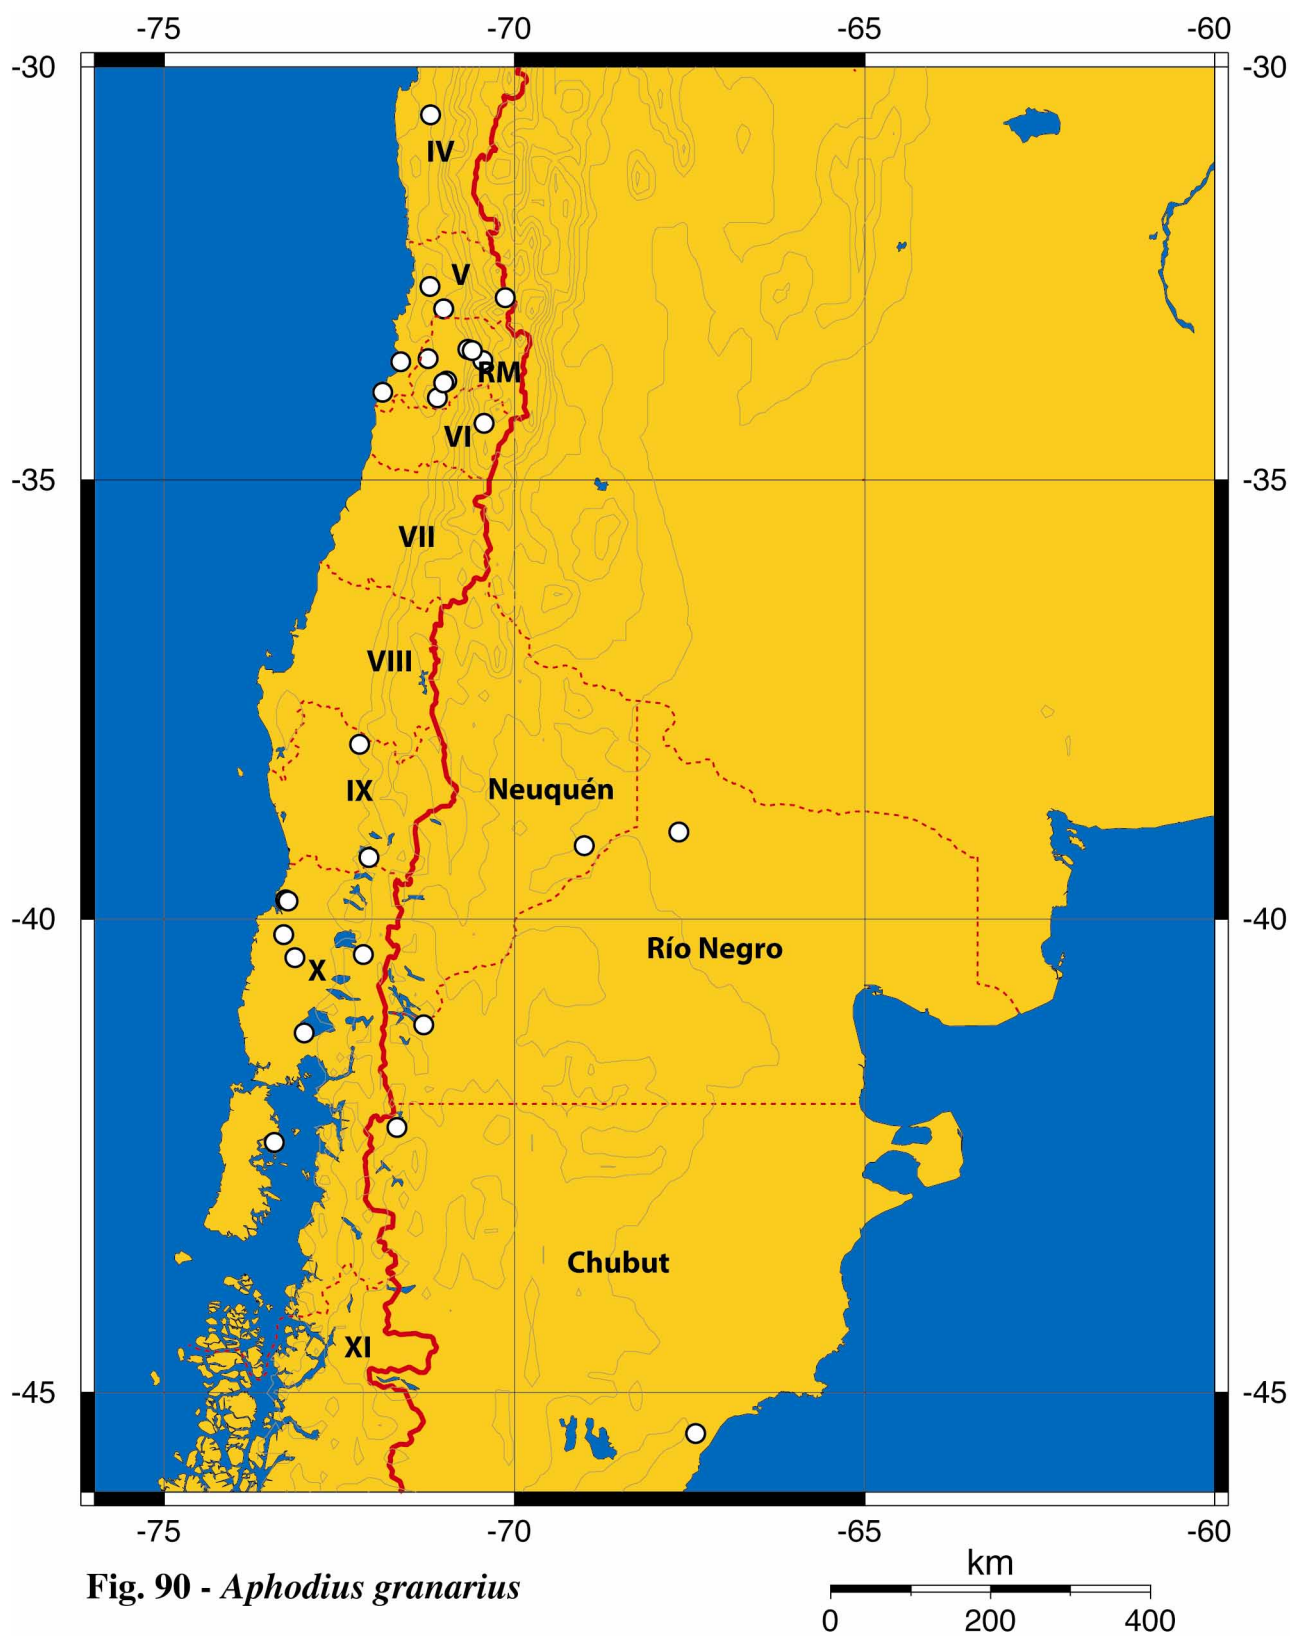 -75 -70 -65 -60
-30 -30
IV
V
RM
VI
-35 -35
VII
VIII
IX
Neuquén
-40 -40
Río Negro
X
Chubut
XI
-45 -45
-75 -70 -65 -60
km
Fig. 90 - Aphodius granarius
0 200 400